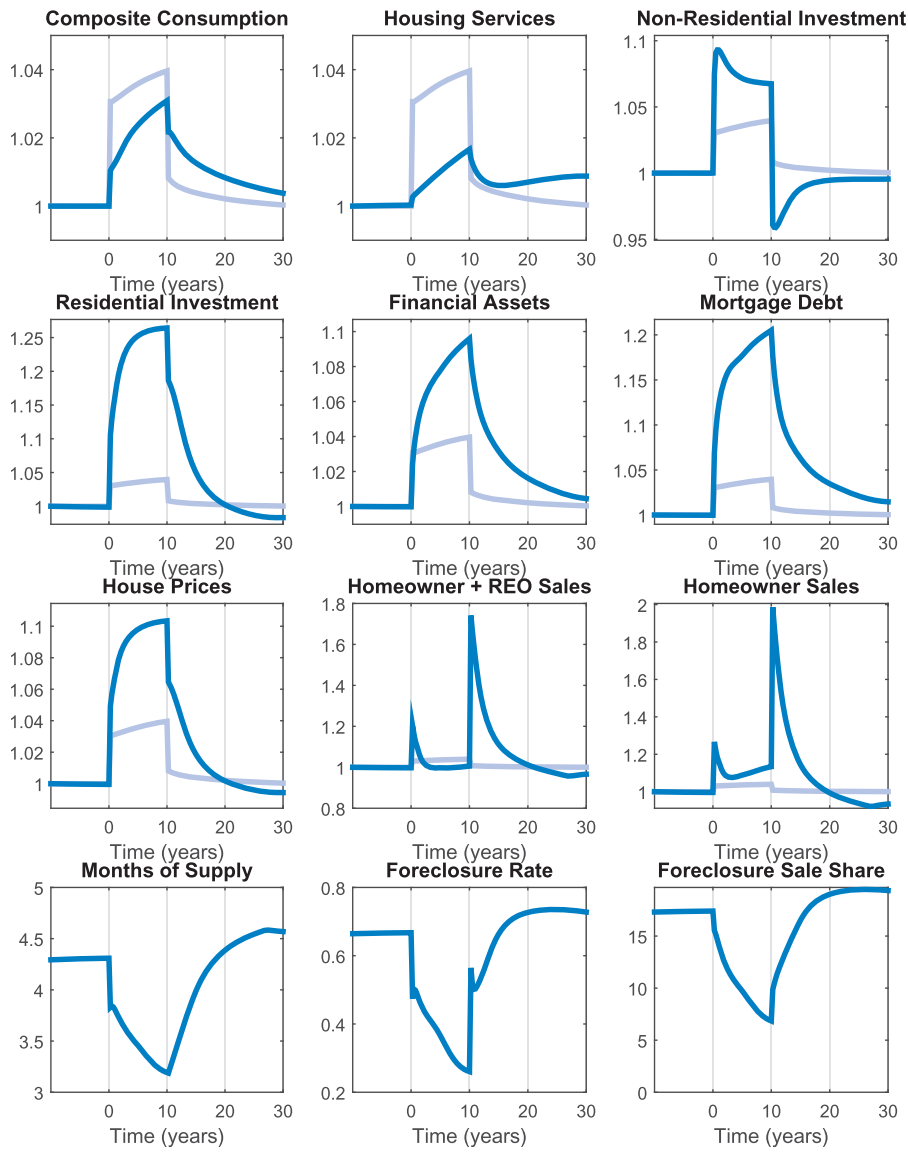 Composite Consumption
Housing Services
Non-Residential Investment
1.04
1.02
1
0 10 20 30
Time (years)
1.04
1.02
1
0 10 20 30
Time (years)
1.1
1.05
1
0.95
0 10 20 30
Time (years)
Residential Investment
Financial Assets
Mortgage Debt
1.25
1.2
1.15
1.1
1.05
1
0 10 20 30
Time (years)
1.1
1.08
1.06
1.04
1.02
1
0 10 20 30
Time (years)
1.2
1.15
1.1
1.05
1
0 10 20 30
Time (years)
House Prices
Homeowner + REO Sales
Homeowner Sales
1.1
1.08
1.06
1.04
1.02
1
0 10 20 30
Time (years)
1.8
1.6
1.4
1.2
1
0.8
0 10 20 30
Time (years)
2
1.8
1.6
1.4
1.2
1
0 10 20 30
Time (years)
Months of Supply
Foreclosure Rate
Foreclosure Sale Share
5
4.5
4
3.5
3
0 10 20 30
Time (years)
0.8
0.6
0.4
0.2
0 10 20 30
Time (years)
15
10
5
0
0 10 20 30
Time (years)